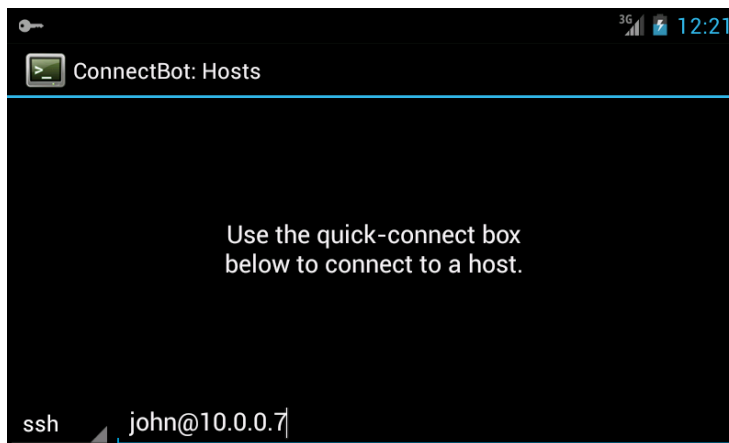 3G 12:21
ConnectBot: Hosts
Use the quick-connect box
below to connect to a host.
ssh john@10.0.0.7